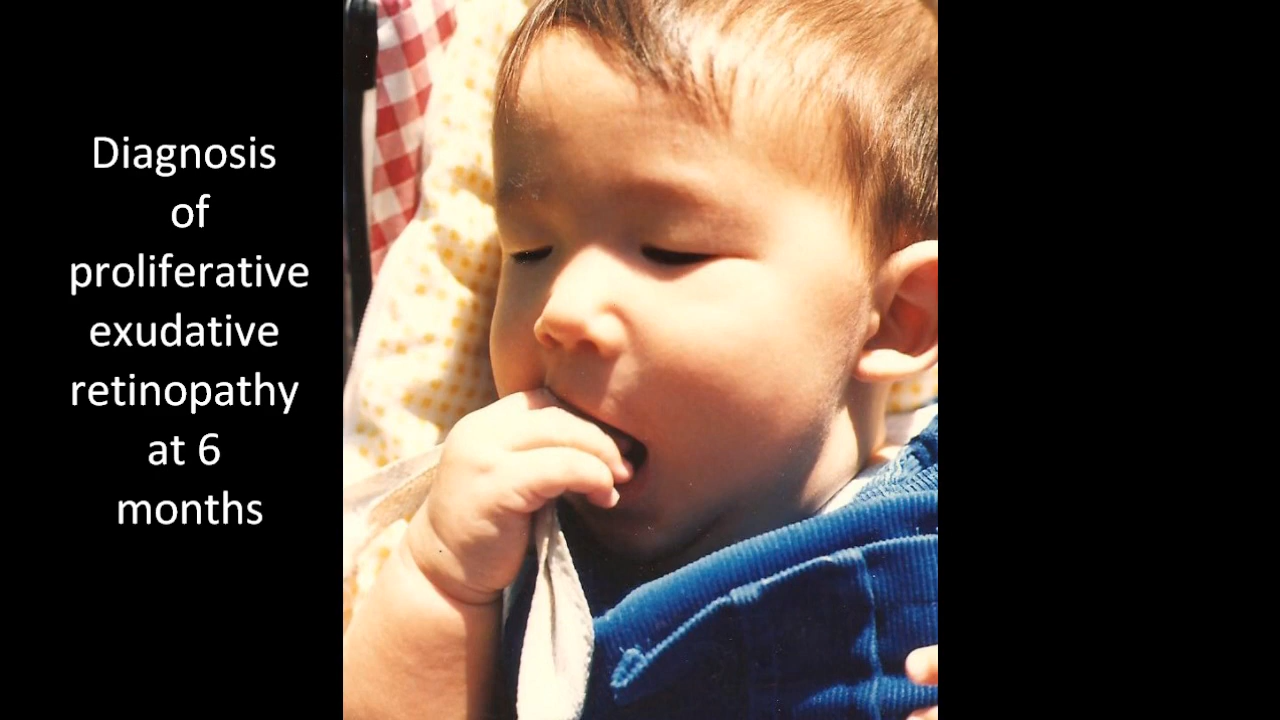 Diagnosis
of
proliferative
exudative
retinopathy
at 6
months